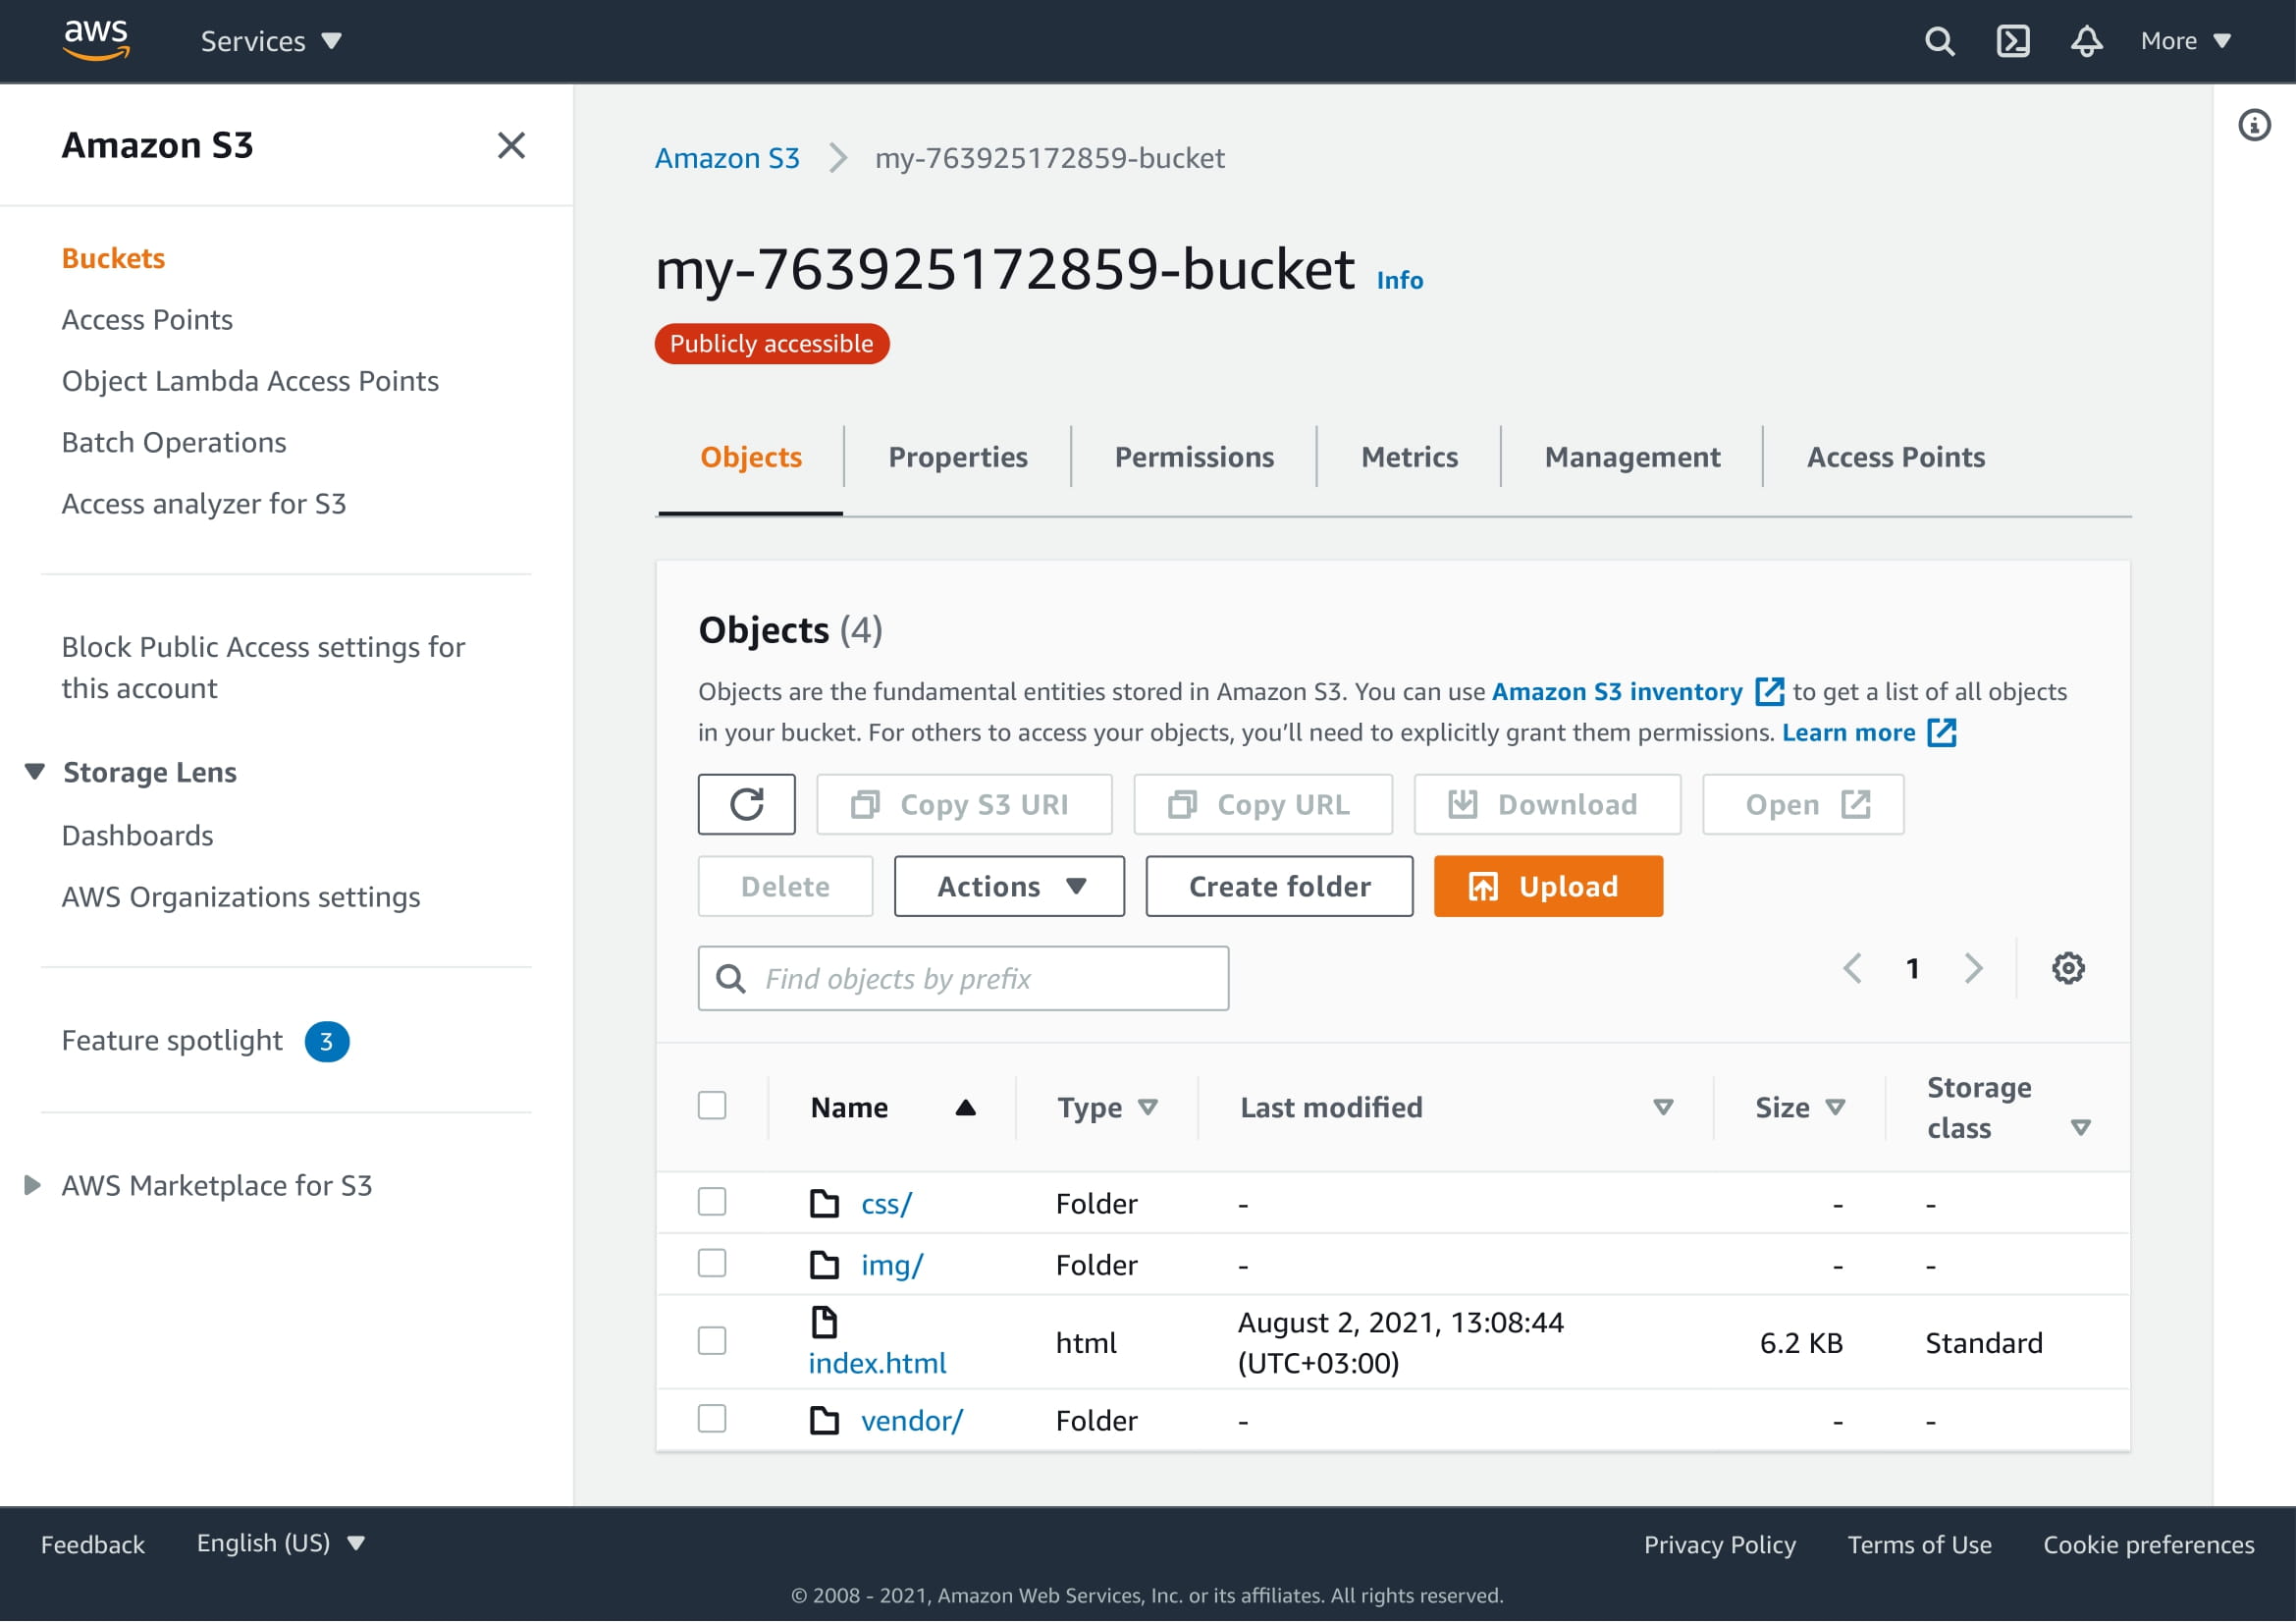 aws
Services
More
Amazon S3
Buckets
Access Points
Object Lambda Access Points
Batch Operations
Access analyzer for S3
Block Public Access settings for
this account
Storage Lens
Dashboards
AWS Organizations settings
Feature spotlight 3
AWS Marketplace for S3
Amazon S3 my-763925172859-bucket
my-763925172859-bucket Info
Publicly accessible
Objects Properties Permissions Metrics Management Access Points
Objects (4)
Objects are the fundamental entities stored in Amazon S3. You can use Amazon S3 inventory to get a list of all objects
in your bucket. For others to access your objects, you’ll need to explicitly grant them permissions. Learn more
Copy S3 URI Copy URL Download Open
Delete Actions Create folder Upload
Find objects by prefix 1
Name Type Last modified Size Storage
class
css/ Folder - - -
img/ Folder - - -
index.html html August 2, 2021, 13:08:44
(UTC+03:00) 6.2 KB Standard
vendor/ Folder - - -
Feedback English (US) Privacy Policy Terms of Use Cookie preferences
© 2008 - 2021, Amazon Web Services, Inc. or its affiliates. All rights reserved.